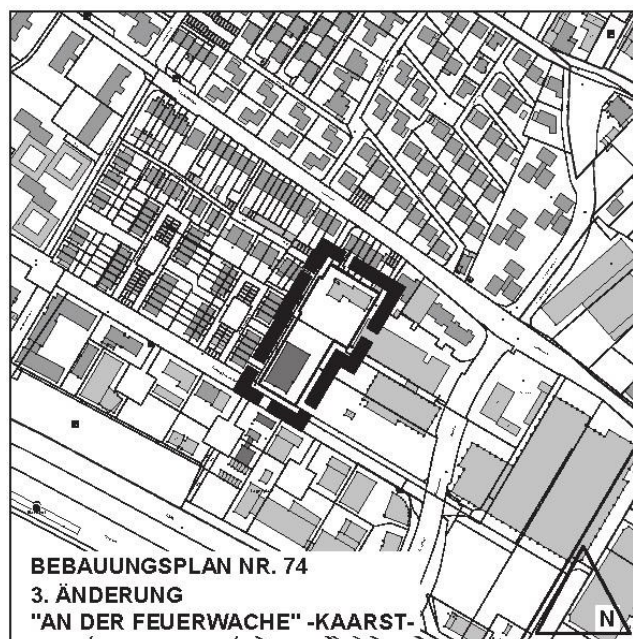 BEBAUUNGSPLAN NR. 74
3. ÄNDERUNG
"AN DER FEUERWACHE" -KAARST-
N